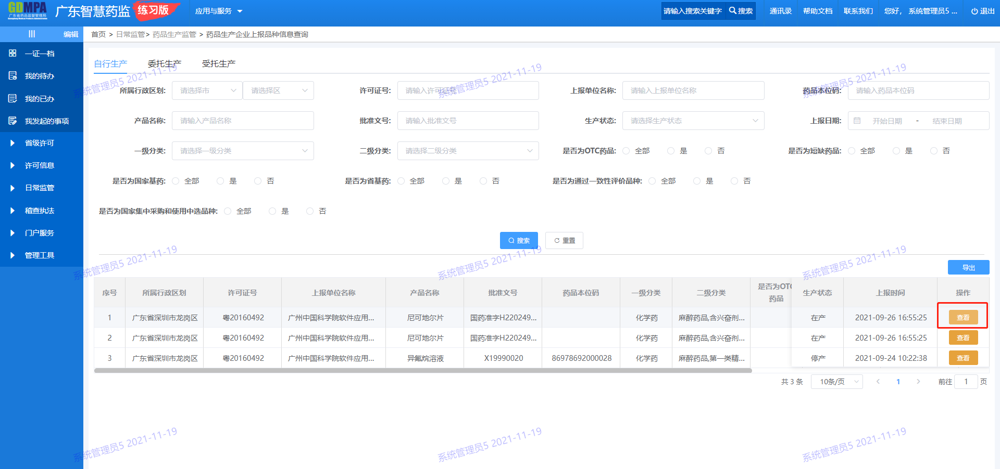 GDMPA
广东省药品监督管理局
Guangdong Medical Products Administration
广东智慧药监
练习版
应用与服务
请输入搜索关键字 搜索
通讯录
帮助文档
联系我们
您好， 系统管理员5 ...
退出
编辑
首页 > 日常监管> 药品生产监管 > 药品生产企业上报品种信息查询
一证一档
我的待办
我的已办
我发起的事项
省级许可
许可信息
日常监管
稽查执法
门户服务
管理工具
自行生产 委托生产 受托生产
所属行政区划: 请选择市 请选择区 许可证号: 请输入许可证号 上报单位名称: 请输入上报单位名称 药品本位码: 请输入药品本位码
产品名称: 请输入产品名称 批准文号: 请输入批准文号 生产状态: 请选择生产状态 上报日期: 开始日期 - 结束日期
一级分类: 请选择一级分类 二级分类: 请选择二级分类 是否为OTC药品: 全部 是 否 是否为短缺药品: 全部 是 否
是否为国家基药: 全部 是 否 是否为省基药: 全部 是 否 是否为通过一致性评价品种: 全部 是 否
是否为国家集中采购和使用中选品种: 全部 是 否
搜索 重置
导出
序号 所属行政区划 许可证号 上报单位名称 产品名称 批准文号 药品本位码 一级分类 二级分类 是否为OTC药品 生产状态 上报时间 操作
1 广东省深圳市龙岗区 粤20160492 广州中国科学院软件应用... 尼可地尔片 国药准字H220249... 化学药 麻醉药品,含兴奋剂... 在产 2021-09-26 16:55:25 查看
2 广东省深圳市龙岗区 粤20160492 广州中国科学院软件应用... 尼可地尔片 国药准字H220249... 化学药 麻醉药品,含兴奋剂... 在产 2021-09-26 16:55:25 查看
3 广东省深圳市龙岗区 粤20160492 广州中国科学院软件应用... 异氟烷溶液 X19990020 86978692000028 化学药 麻醉药品,第一类精... 停产 2021-09-24 10:22:38 查看
共 3 条 10条/页 1 前往 1 页
系统管理员5 2021-11-19
系统管理员5 2021-11-19
系统管理员5 2021-11-19
系统管理员5 2021-11-19
系统管理员5 2021-11-19
系统管理员5 2021-11-19
系统管理员5 2021-11-19
系统管理员5 2021-11-19
系统管理员5 2021-11-19